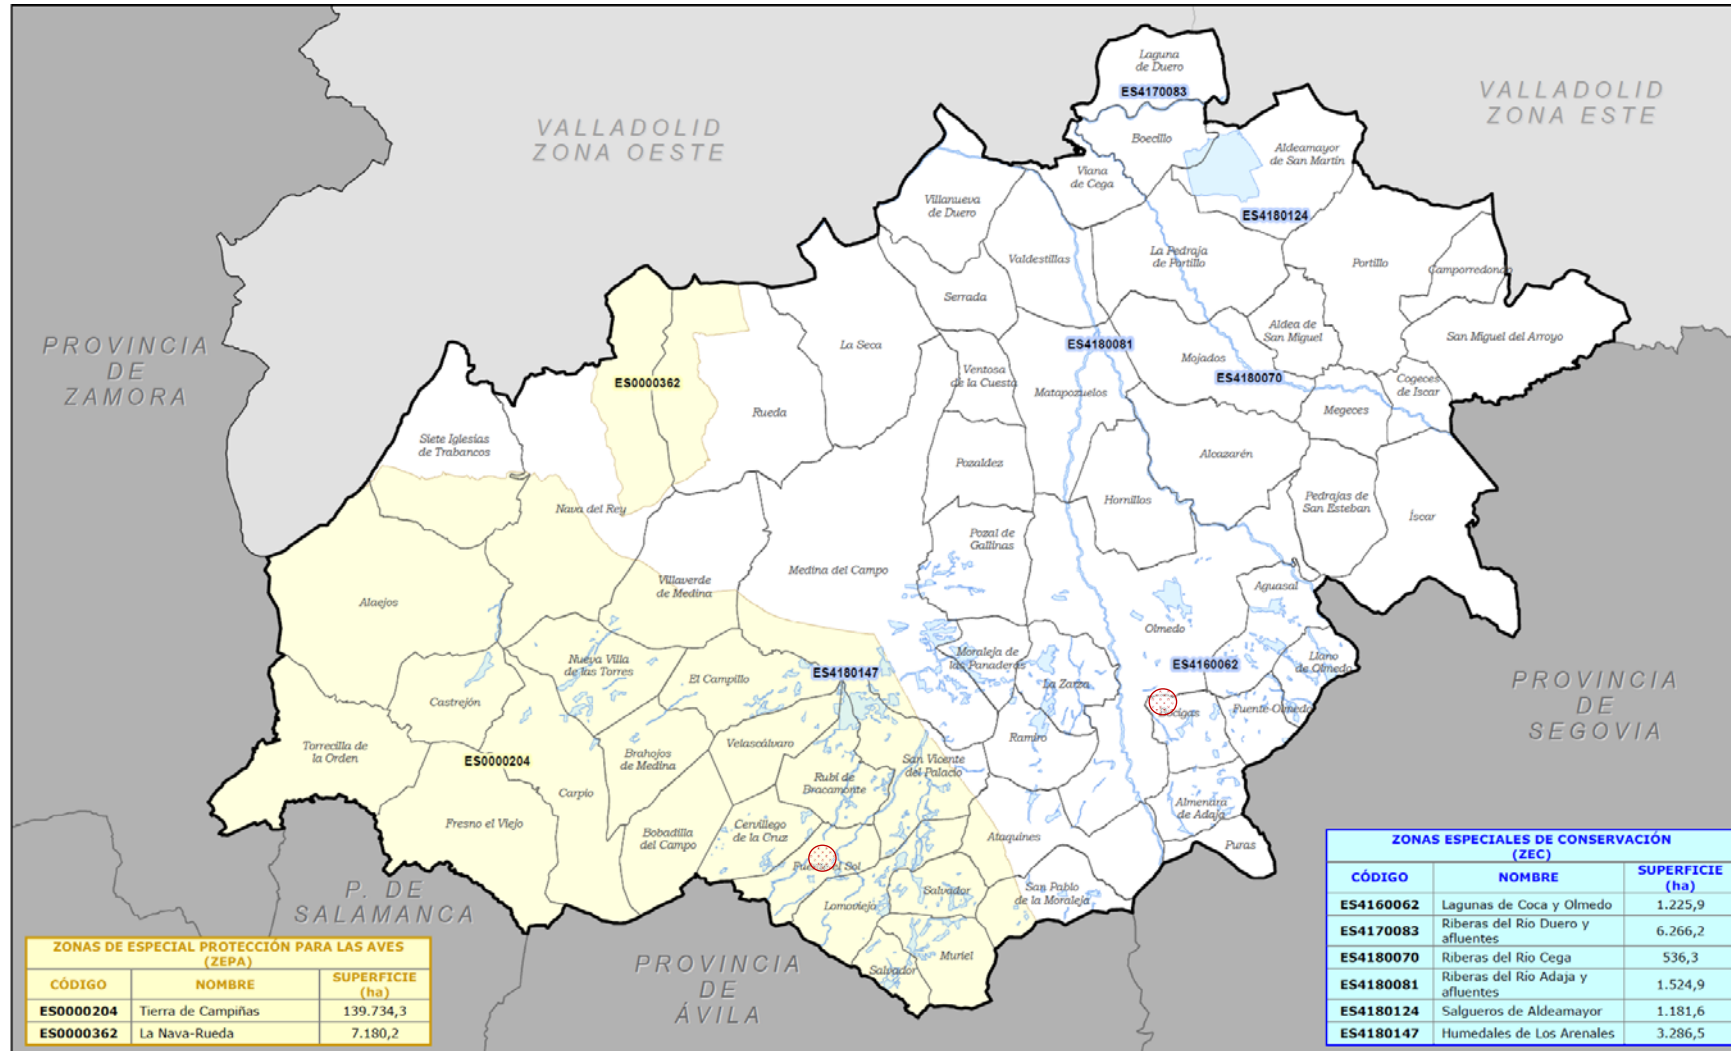 Laguna
de Duero
ES4170083
VALLADOLID
ZONA OESTE
VALLADOLID
ZONA ESTE
Boecillo
Aldeamayor
de San Martín
Viana
de Cega
Villanueva
de Duero
ES4180124
Valdestillas
La Pedraja
de Portillo
Portillo
Camporredondo
Serrada
Aldea de
San Miguel
San Miguel del Arroyo
PROVINCIA
DE
ZAMORA
La Seca
ES4180081
Mojados
ES0000362
Ventosa
de la Cuesta
ES4180070
Cogeces
de Iscar
Matapozuelos
Megeces
Rueda
Siete Iglesias
de Trabancos
Pozaldez
Alcazarén
Hornillos
Pedrajas de
San Esteban
Íscar
Nava del Rey
Pozal de
Gallinas
Medina del Campo
Villaverde
de Medina
Aguasal
Alaejos
Olmedo
Nueva Villa
de las Torres
ES4180147
Moraleja de
las Panaderas
ES4160062
Llano
de Olmedo
El Campillo
La Zarza
PROVINCIA
DE
SEGOVIA
Castrejón
Fuente-Olmedo
Torrecilla de
la Orden
ES0000204
Brahojos
de Medina
Velascálvaro
San Vicente
del Palacio
Ramiro
Rubí de
Bracamonte
Carpio
Almenara
de Adaja
Fresno el Viejo
Bobadilla
del Campo
Cervillego
de la Cruz
Ataquines
Puras
P. DE
SALAMANCA
Lomoviejo
Salvador
San Pablo
de la Moraleja
PROVINCIA
DE
ÁVILA
Salvador
Muriel
ZONAS DE ESPECIAL PROTECCIÓN PARA LAS AVES
(ZEPA)
CÓDIGO NOMBRE SUPERFICIE (ha)
ES0000204 Tierra de Campiñas 139.734,3
ES0000362 La Nava-Rueda 7.180,2
ZONAS ESPECIALES DE CONSERVACIÓN
(ZEC)
CÓDIGO NOMBRE SUPERFICIE (ha)
ES4160062 Lagunas de Coca y Olmedo 1.225,9
ES4170083 Riberas del Río Duero y afluentes 6.266,2
ES4180070 Riberas del Río Cega 536,3
ES4180081 Riberas del Río Adaja y afluentes 1.524,9
ES4180124 Salgueros de Aldeamayor 1.181,6
ES4180147 Humedales de Los Arenales 3.286,5